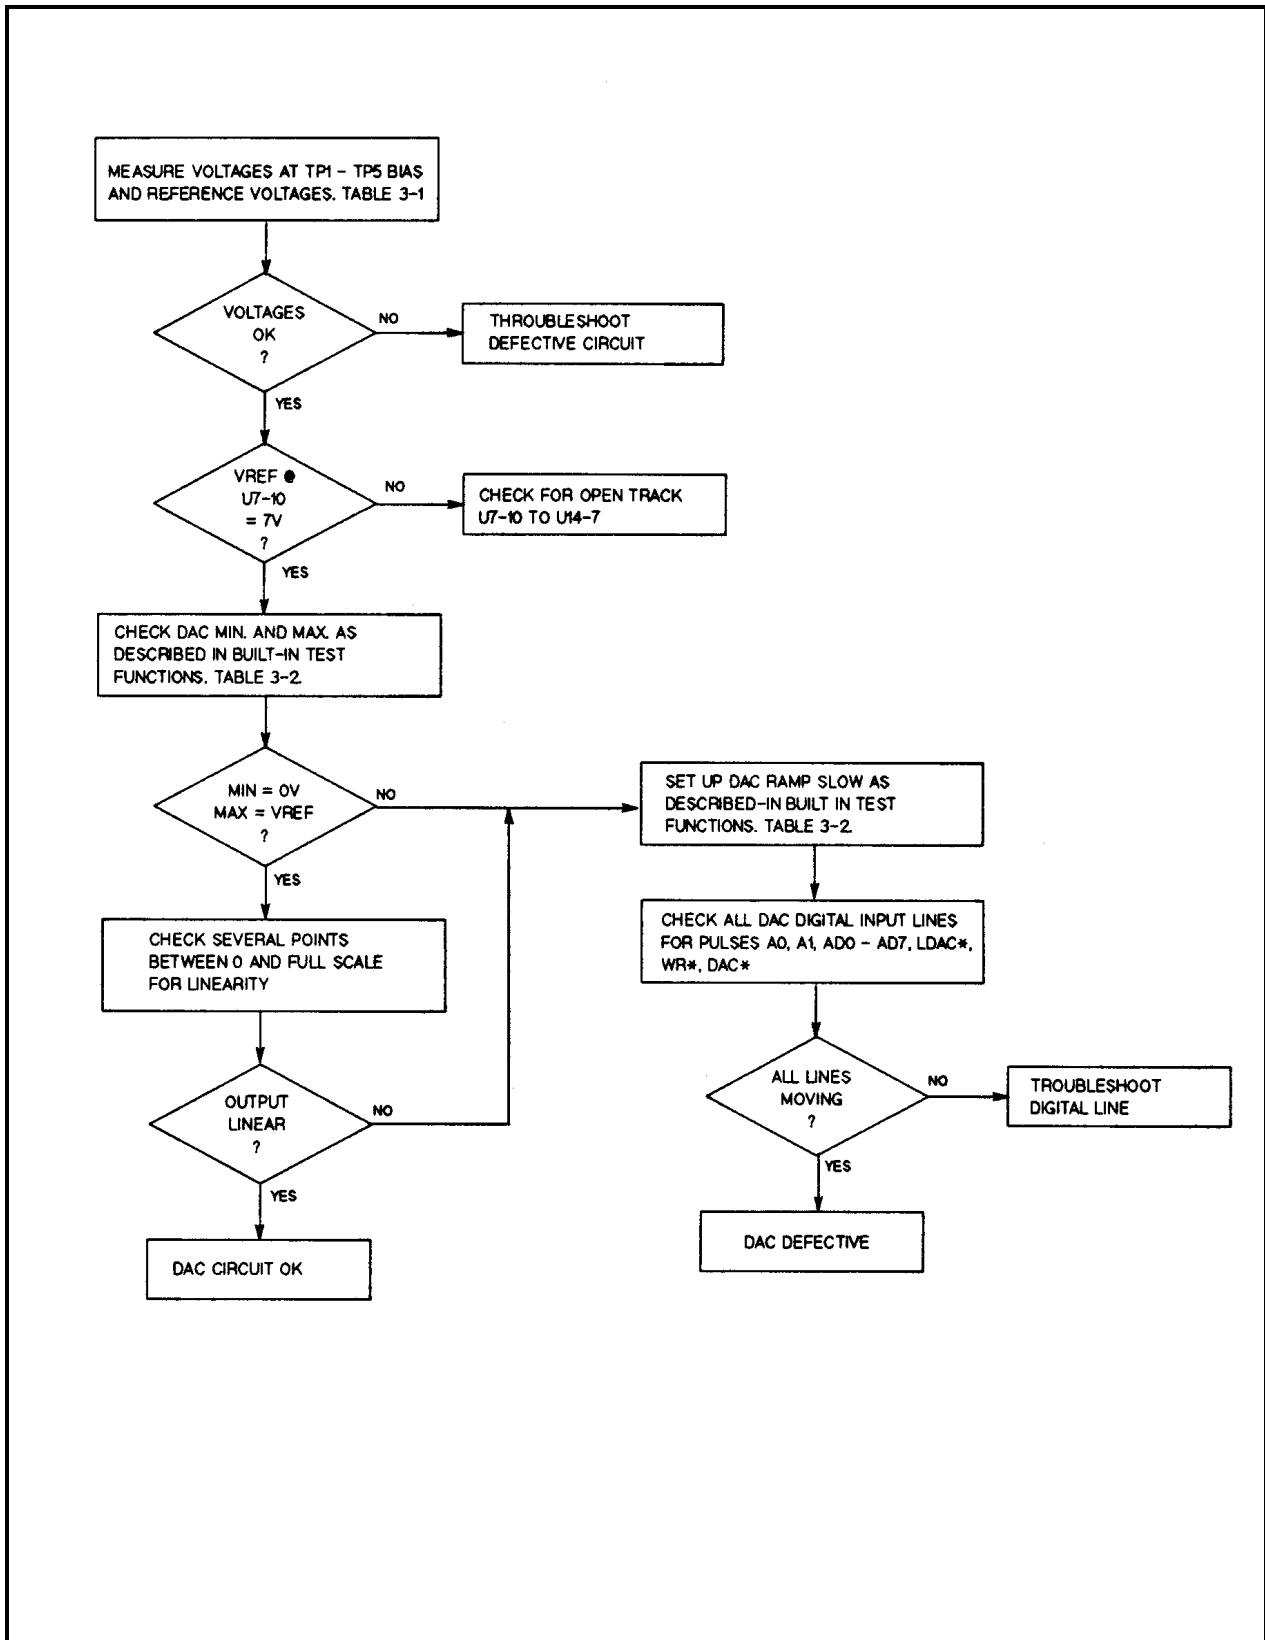 MEASURE VOLTAGES AT TP1 - TP5 BIAS
AND REFERENCE VOLTAGES. TABLE 3-1
VOLTAGES
OK
?
NO
THROUBLESHOOT
DEFECTIVE CIRCUIT
YES
VREF @
U7-10
= 7V
?
NO
CHECK FOR OPEN TRACK
U7-10 TO U14-7
YES
CHECK DAC MIN. AND MAX. AS
DESCRIBED IN BUILT-IN TEST
FUNCTIONS. TABLE 3-2.
MIN = 0V
MAX = VREF
?
NO
YES
CHECK SEVERAL POINTS
BETWEEN 0 AND FULL SCALE
FOR LINEARITY
OUTPUT
LINEAR
?
NO
YES
DAC CIRCUIT OK
SET UP DAC RAMP SLOW AS
DESCRIBED-IN BUILT IN TEST
FUNCTIONS. TABLE 3-2.
CHECK ALL DAC DIGITAL INPUT LINES
FOR PULSES A0, A1, AD0 - AD7, LDAC*,
WR*, DAC*
ALL LINES
MOVING
?
NO
TROUBLESHOOT
DIGITAL LINE
YES
DAC DEFECTIVE